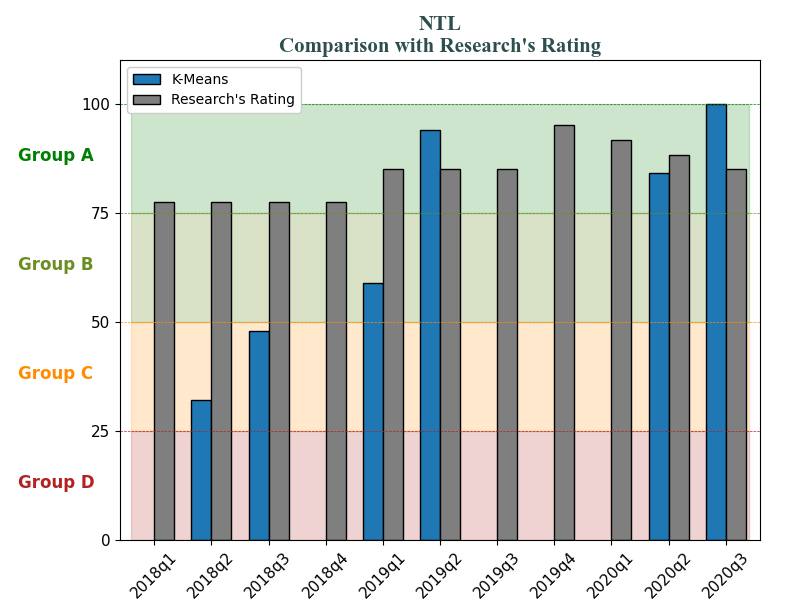 NTL
Comparison with Research's Rating
K-Means
Research's Rating
100
Group A
75
Group B
50
Group C
25
Group D
0
2018q1
2018q2
2018q3
2018q4
2019q1
2019q2
2019q3
2019q4
2020q1
2020q2
2020q3